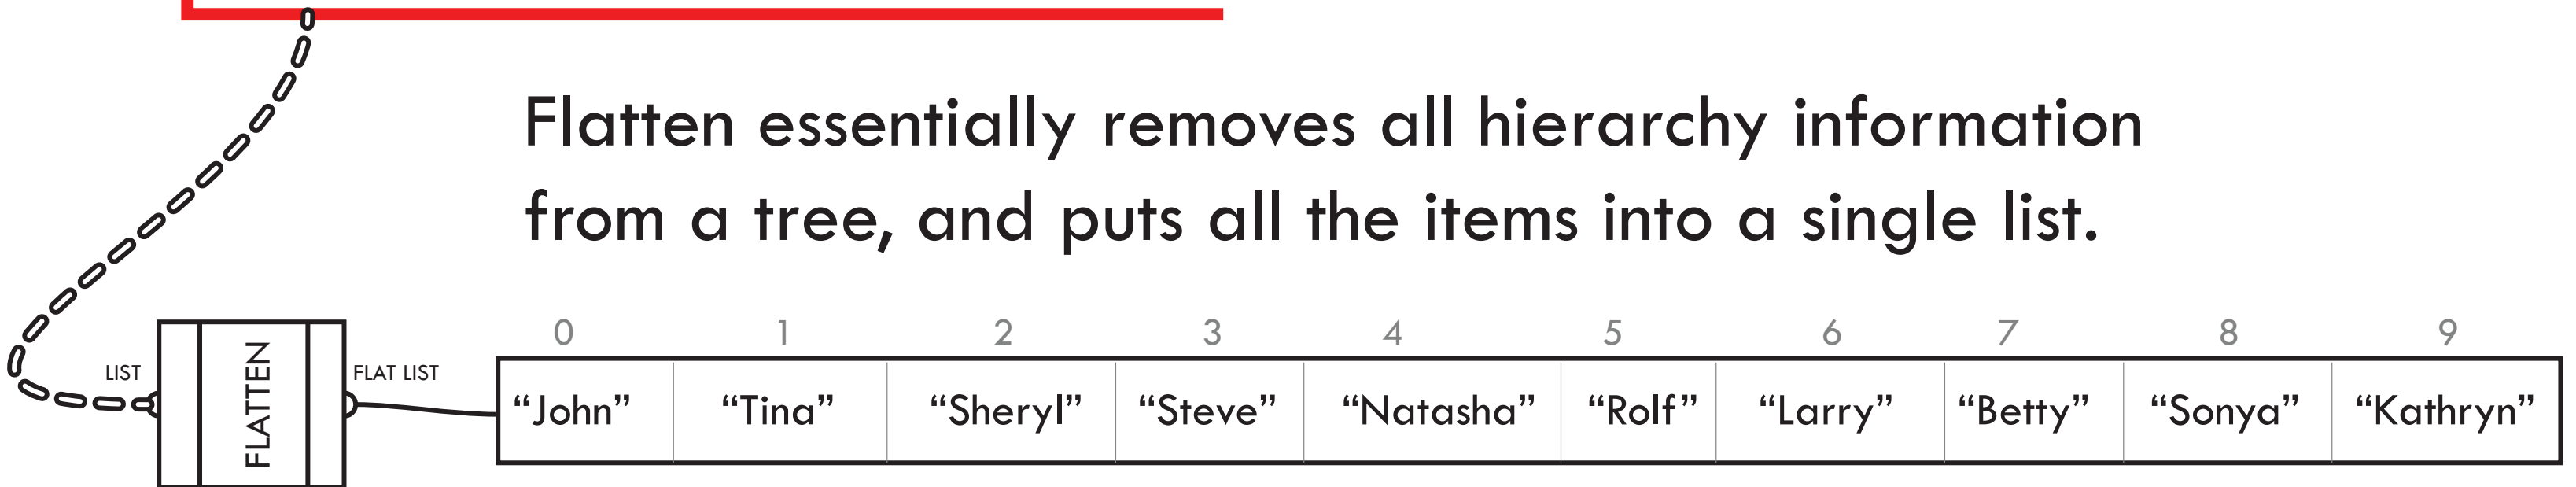 Flatten essentially removes all hierarchy information
from a tree, and puts all the items into a single list.
0 1 2 3 4 5 6 7 8 9
LIST
FLATTEN
FLAT LIST
“John” “Tina” “Sheryl” “Steve” “Natasha” “Rolf” “Larry” “Betty” “Sonya” “Kathryn”